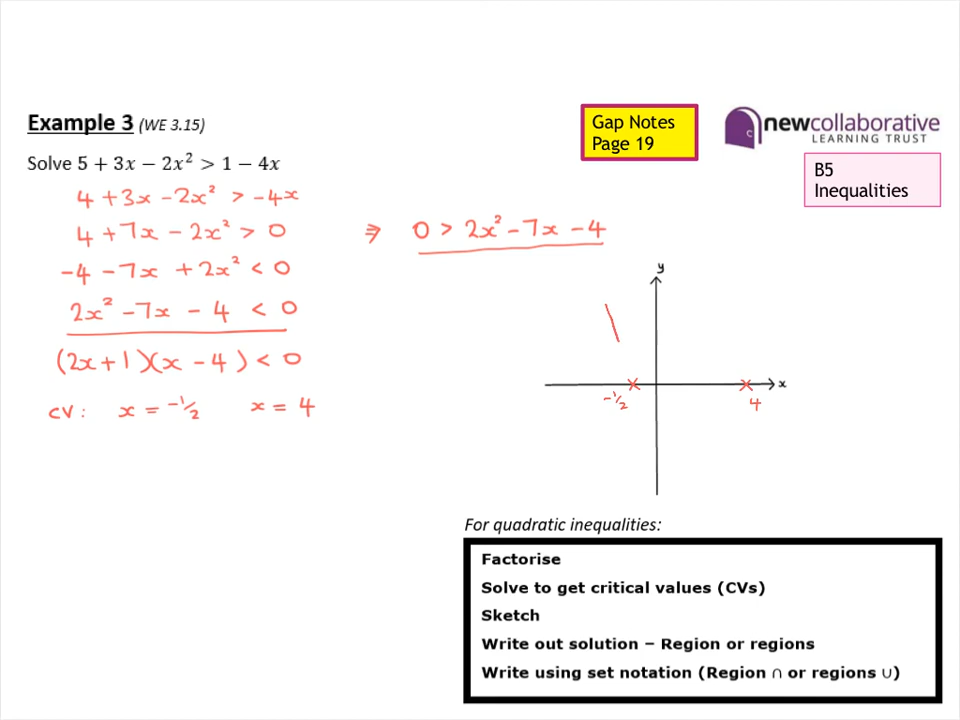 Example 3 (WE 3.15)
Gap Notes
Page 19
newcollaborative
LEARNING TRUST
B5
Inequalities
Solve 5 + 3x − 2x² > 1 − 4x
4 + 3x - 2x² > -4x
4 + 7x - 2x² > 0 ⇒ 0 > 2x² - 7x - 4
-4 - 7x + 2x² < 0
2x² - 7x - 4 < 0
(2x + 1)(x - 4) < 0
CV: x = -1/2 x = 4
y
x
-1/2
4
For quadratic inequalities:
Factorise
Solve to get critical values (CVs)
Sketch
Write out solution – Region or regions
Write using set notation (Region ∩ or regions ∪)